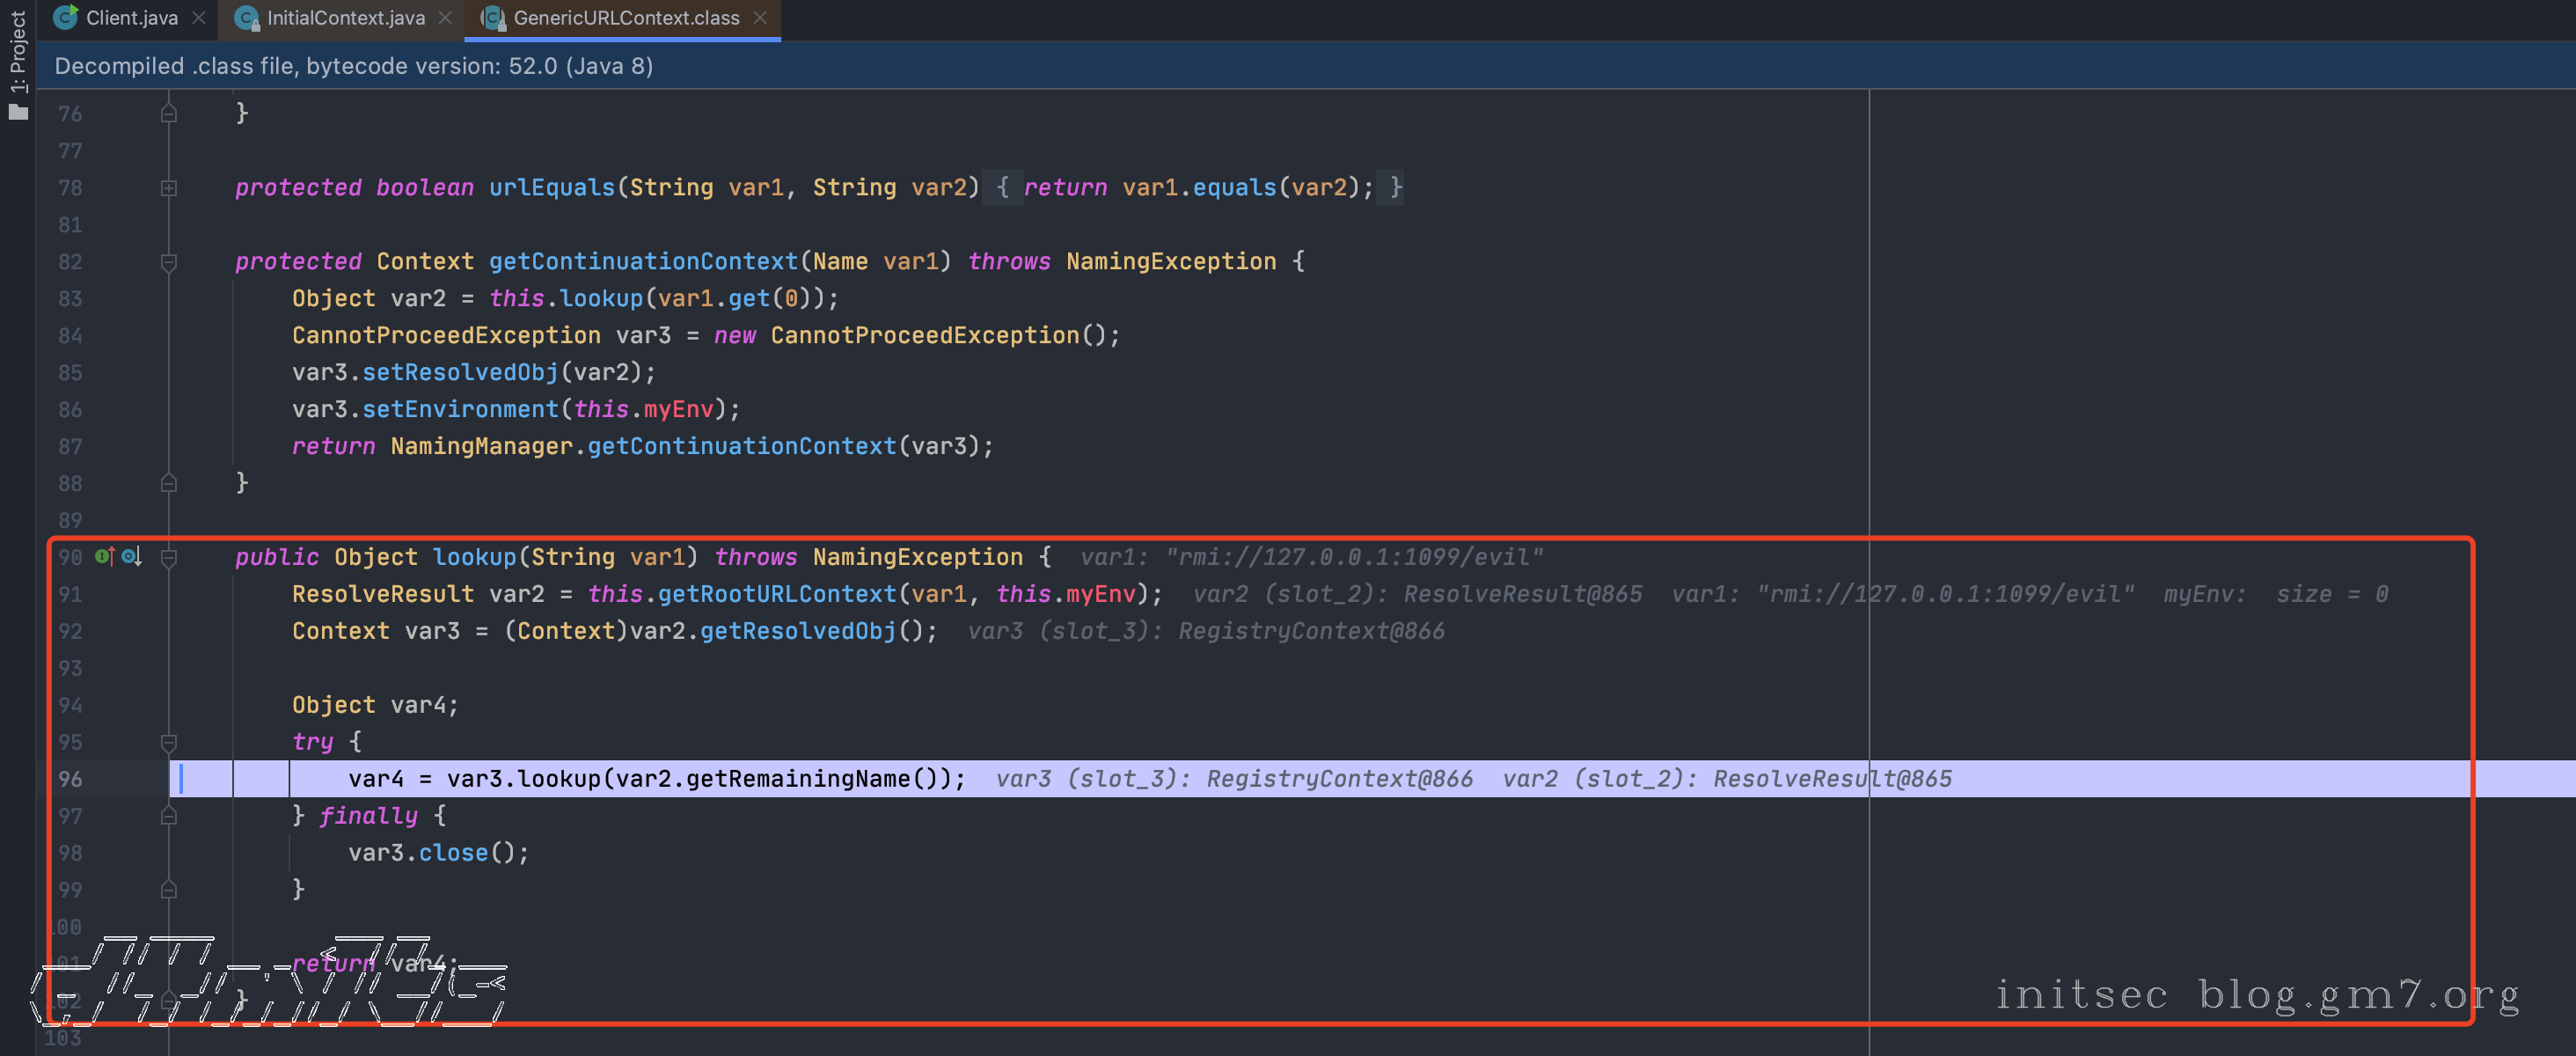 1: Project
Client.java
InitialContext.java
GenericURLContext.class
Decompiled .class file, bytecode version: 52.0 (Java 8)
76 }
77
78 protected boolean urlEquals(String var1, String var2) { return var1.equals(var2); }
81
82 protected Context getContinuationContext(Name var1) throws NamingException {
83 Object var2 = this.lookup(var1.get(0));
84 CannotProceedException var3 = new CannotProceedException();
85 var3.setResolvedObj(var2);
86 var3.setEnvironment(this.myEnv);
87 return NamingManager.getContinuationContext(var3);
88 }
89
90 public Object lookup(String var1) throws NamingException { var1: "rmi://127.0.0.1:1099/evil"
91 ResolveResult var2 = this.getRootURLContext(var1, this.myEnv); var2 (slot_2): ResolveResult@865 var1: "rmi://127.0.0.1:1099/evil" myEnv: size = 0
92 Context var3 = (Context)var2.getResolvedObj(); var3 (slot_3): RegistryContext@866
93
94 Object var4;
95 try {
96 var4 = var3.lookup(var2.getRemainingName()); var3 (slot_3): RegistryContext@866 var2 (slot_2): ResolveResult@865
97 } finally {
98 var3.close();
99 }
100
101 return var4;
102 }
103
initsec blog.gm7.org